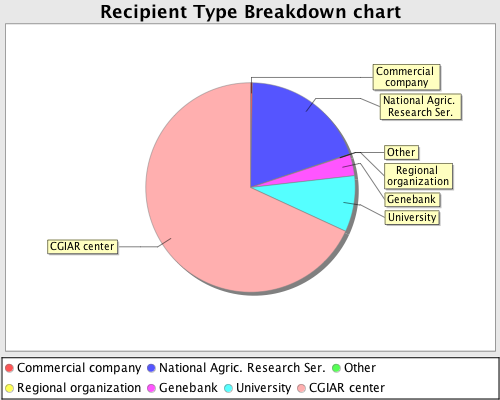 Recipient Type Breakdown chart
Commercial
company
National Agric.
Research Ser.
Other
Regional
organization
Genebank
University
CGIAR center
Commercial company National Agric. Research Ser. Other
Regional organization Genebank University CGIAR center